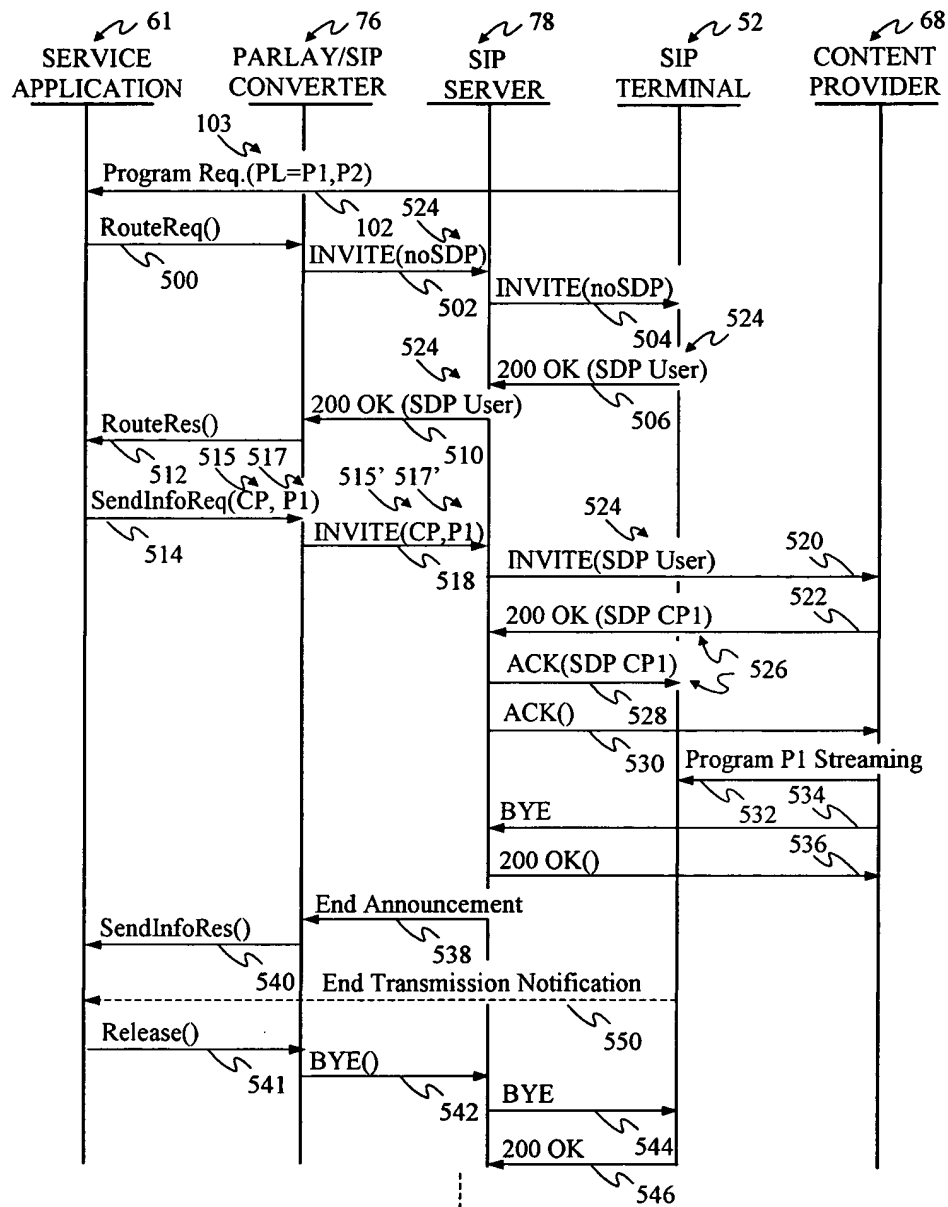 61 76 78 52 68
SERVICE APPLICATION
PARLAY/SIP CONVERTER
SIP SERVER
SIP TERMINAL
CONTENT PROVIDER
103
Program Req.(PL=P1,P2)
102
RouteReq()
500
524
INVITE(noSDP)
502
INVITE(noSDP)
504
524
200 OK (SDP User)
506
524
200 OK (SDP User)
510
RouteRes()
512
515 517
SendInfoReq(CP, P1)
514
515' 517'
INVITE(CP,P1)
518
524
INVITE(SDP User)
520
522
200 OK (SDP CP1)
526
ACK(SDP CP1)
528
ACK()
530
Program P1 Streaming
532
534
BYE
536
200 OK()
End Announcement
538
SendInfoRes()
540
End Transmission Notification
550
Release()
541
BYE()
542
BYE
544
200 OK
546